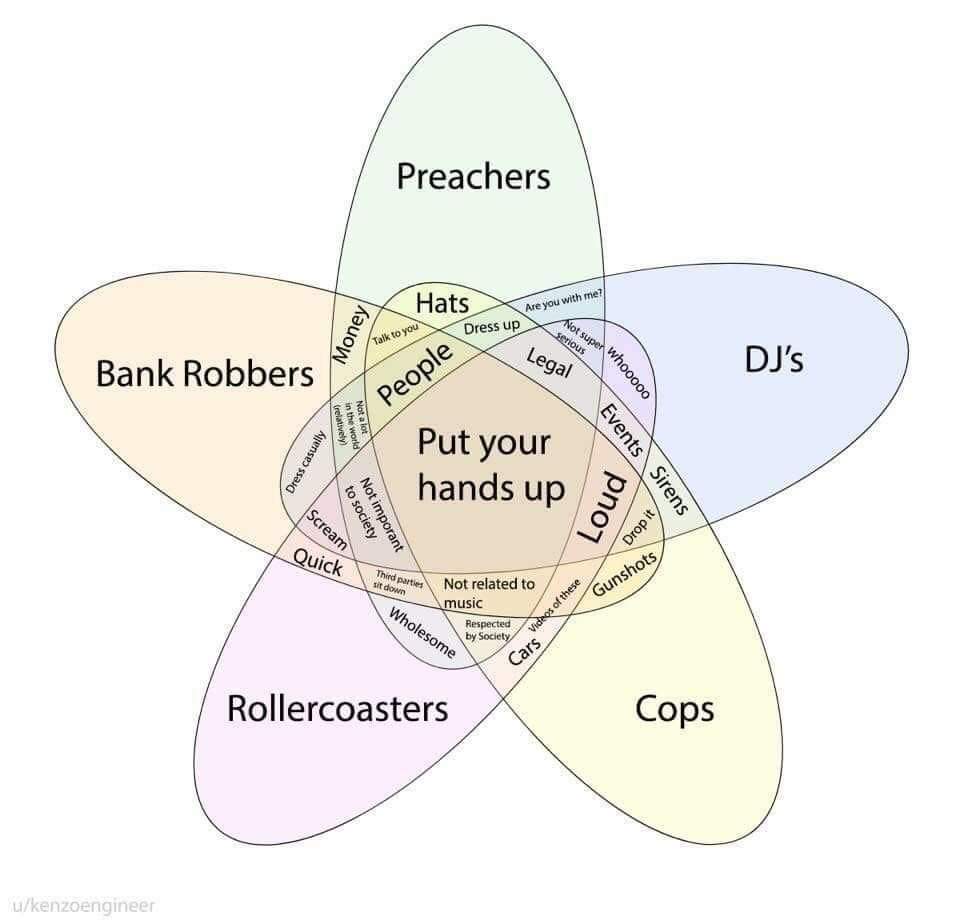 Preachers
Hats
Are you with me?
Money
Talk to you
Dress up
Not super
serious
Whooooo
Legal
People
Bank Robbers
DJ's
Not a lot
in the world
(relatively)
Dress casually
Put your
hands up
Events
Sirens
Loud
Drop it
Not imporant
to society
Scream
Quick
Third parties
sit down
Not related to
music
Gunshots
Videos of these
Wholesome
Respected
by Society
Cars
Rollercoasters
Cops
u/kenzoengineer